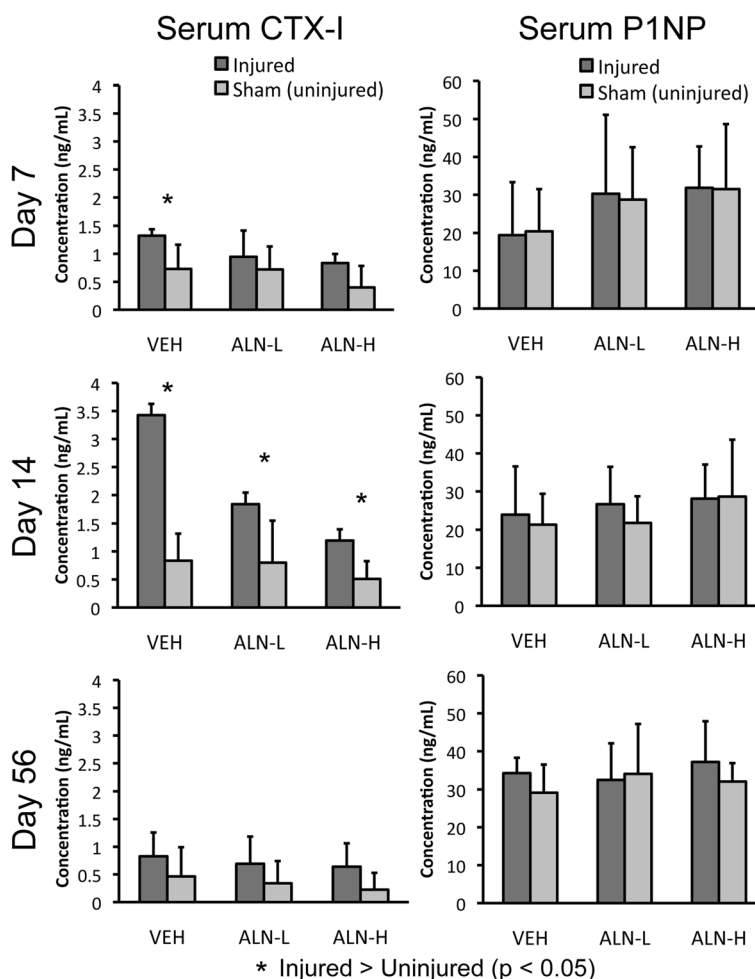 Serum CTX-I
Serum P1NP
Injured
Sham (uninjured)
Injured
Sham (uninjured)
Day 7
Concentration (ng/mL)
4
3.5
3
2.5
2
1.5
1
0.5
0
*
VEH ALN-L ALN-H
Concentration (ng/mL)
60
50
40
30
20
10
0
VEH ALN-L ALN-H
Day 14
Concentration (ng/mL)
4
3.5
3
2.5
2
1.5
1
0.5
0
* * *
VEH ALN-L ALN-H
Concentration (ng/mL)
60
50
40
30
20
10
0
VEH ALN-L ALN-H
Day 56
Concentration (ng/mL)
4
3.5
3
2.5
2
1.5
1
0.5
0
VEH ALN-L ALN-H
Concentration (ng/mL)
60
50
40
30
20
10
0
VEH ALN-L ALN-H
* Injured > Uninjured (p < 0.05)